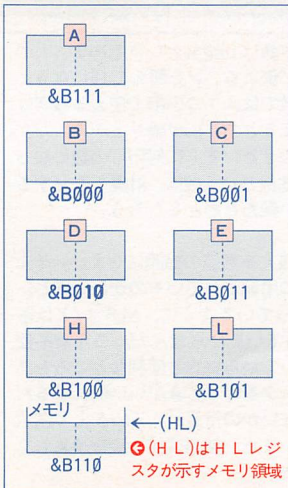 A
&B111
B C
&B000 &B001
D E
&B010 &B011
H L
&B100 &B101
メモリ
←(HL)
&B110
(HL)はHLレジ
スタが示すメモリ領域